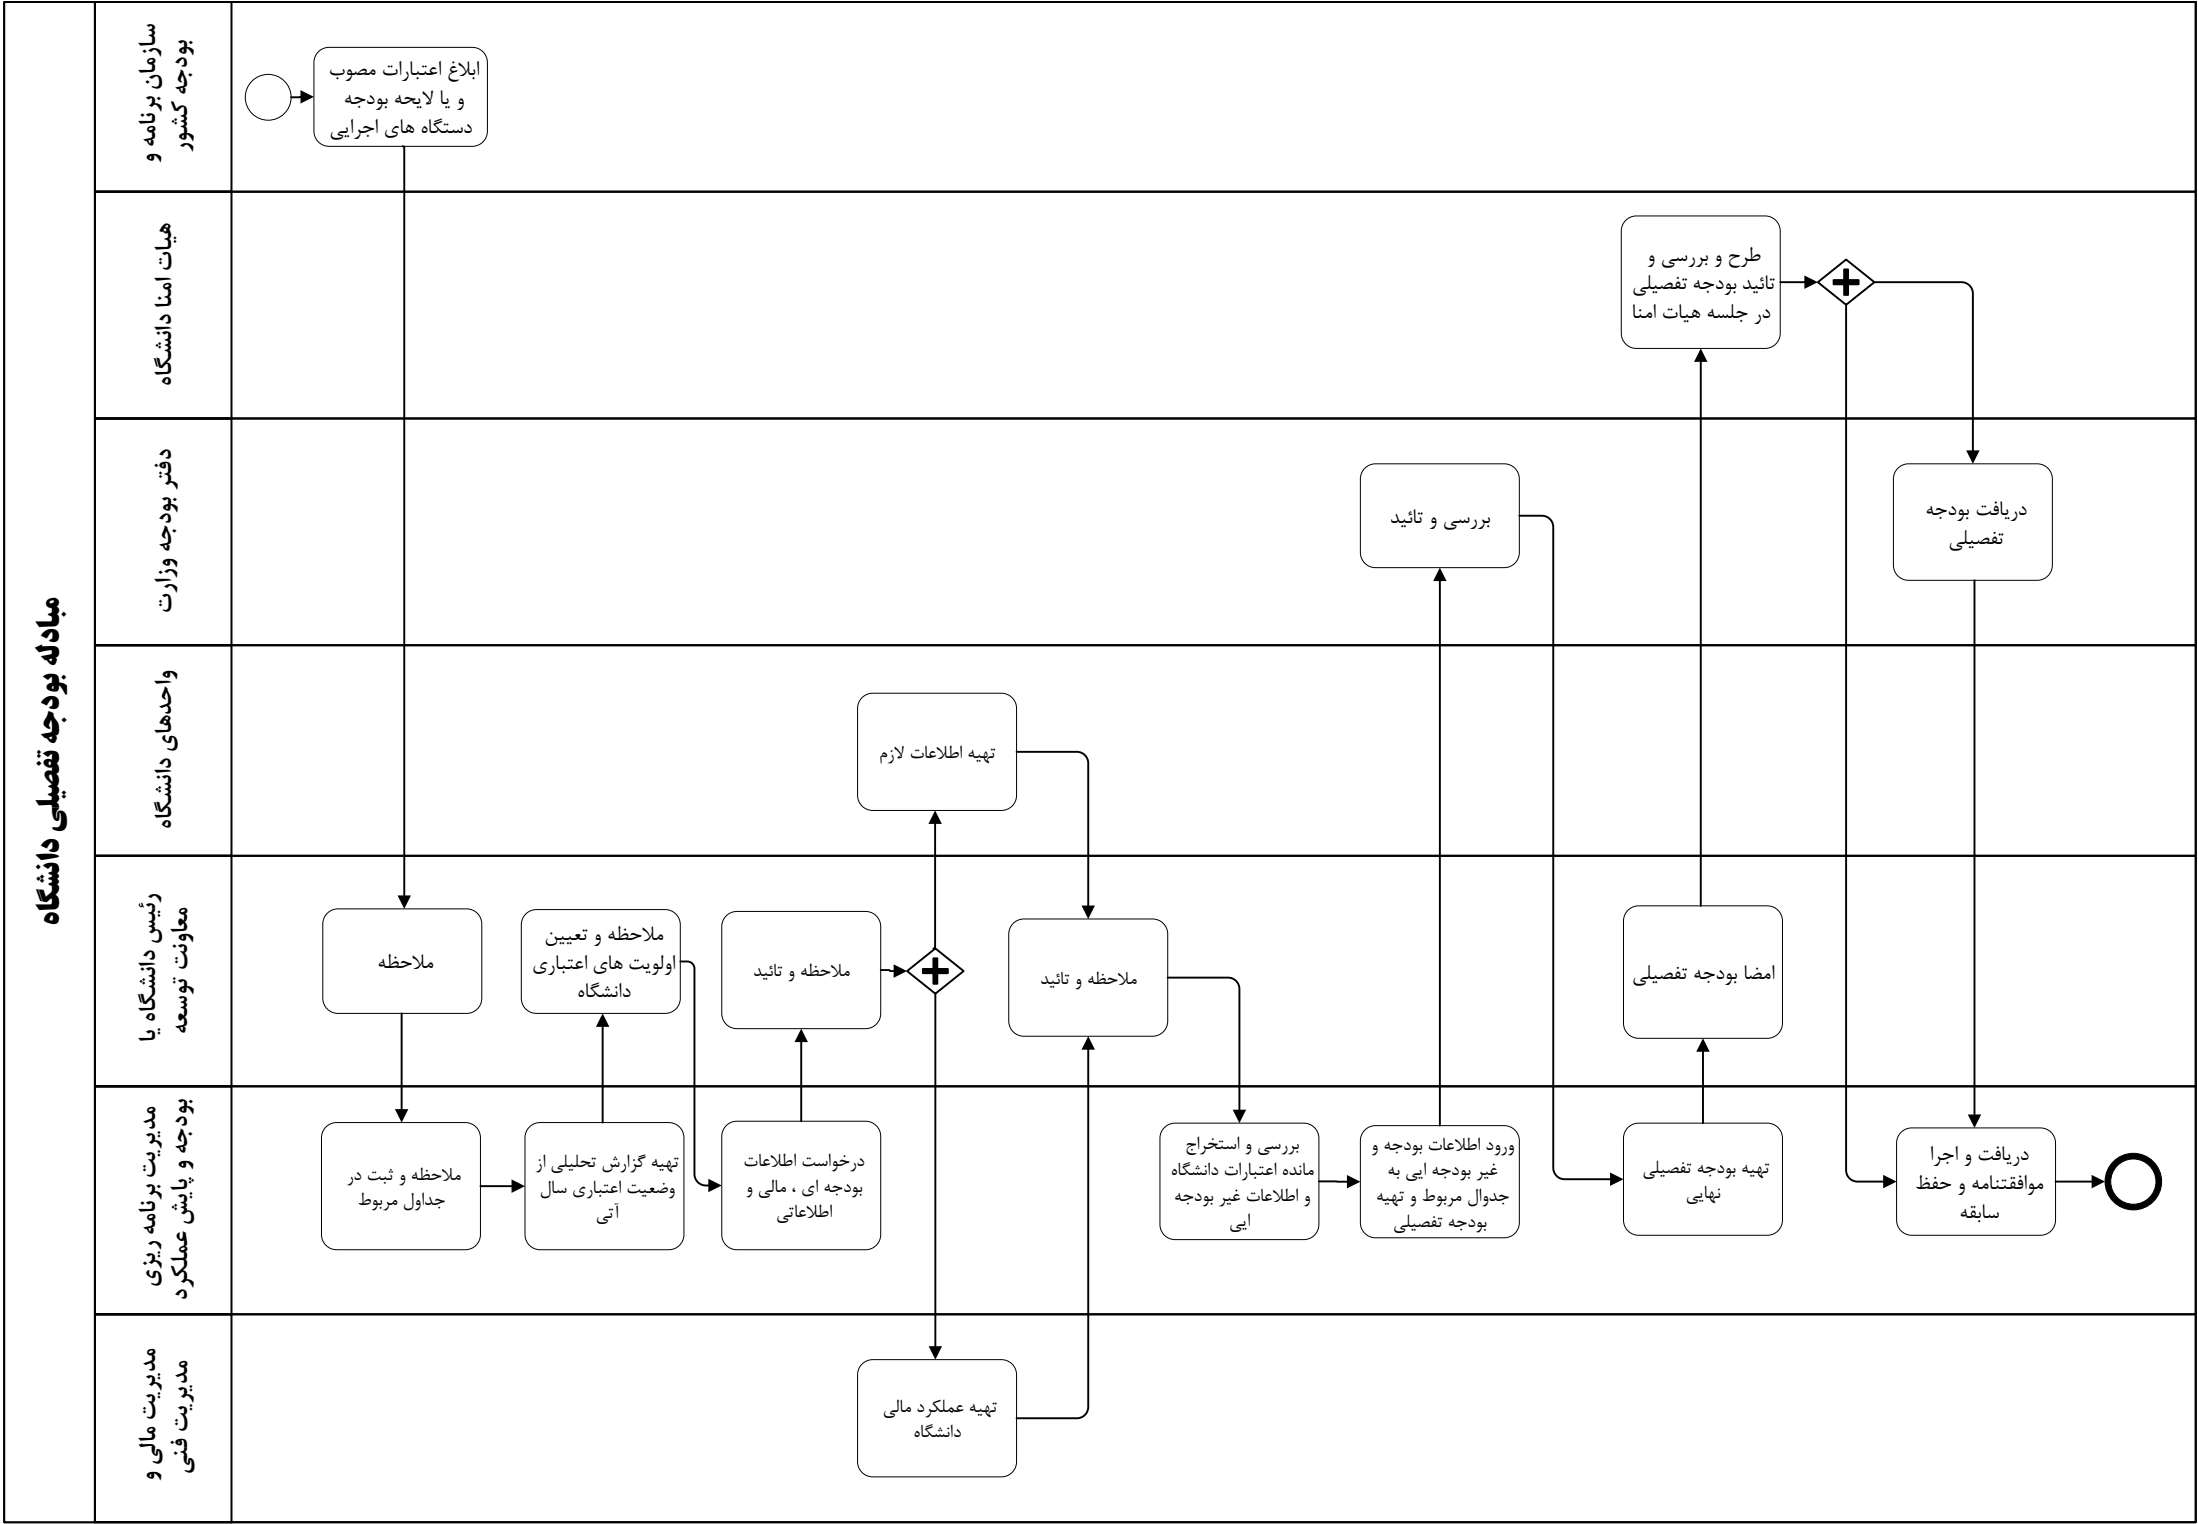 مبادله بودجه تفصیلی دانشگاه
سازمان برنامه و
بودجه کشور
ابلاغ اعتبارات مصوب
و یا لایحه بودجه
دستگاه های اجرایی
هیات امنا دانشگاه
طرح و بررسی و
تائید بودجه تفصیلی
در جلسه هیات امنا
دفتر بودجه وزارت
بررسی و تائید
دریافت بودجه
تفصیلی
واحدهای دانشگاه
تهیه اطلاعات لازم
رئیس دانشگاه یا
معاونت توسعه
ملاحظه
ملاحظه و تعیین
اولویت های اعتباری
دانشگاه
ملاحظه و تائید
ملاحظه و تائید
امضا بودجه تفصیلی
مدیریت برنامه ریزی
بودجه و پایش عملکرد
ملاحظه و ثبت در
جداول مربوط
تهیه گزارش تحلیلی از
وضعیت اعتباری سال
آتی
درخواست اطلاعات
بودجه ای ، مالی و
اطلاعاتی
بررسی و استخراج
مانده اعتبارات دانشگاه
و اطلاعات غیر بودجه
ایی
ورود اطلاعات بودجه و
غیر بودجه ایی به
جدوال مربوط و تهیه
بودجه تفصیلی
تهیه بودجه تفصیلی
نهایی
دریافت و اجرا
موافقتنامه و حفظ
سابقه
مدیریت مالی و
مدیریت فنی
تهیه عملکرد مالی
دانشگاه